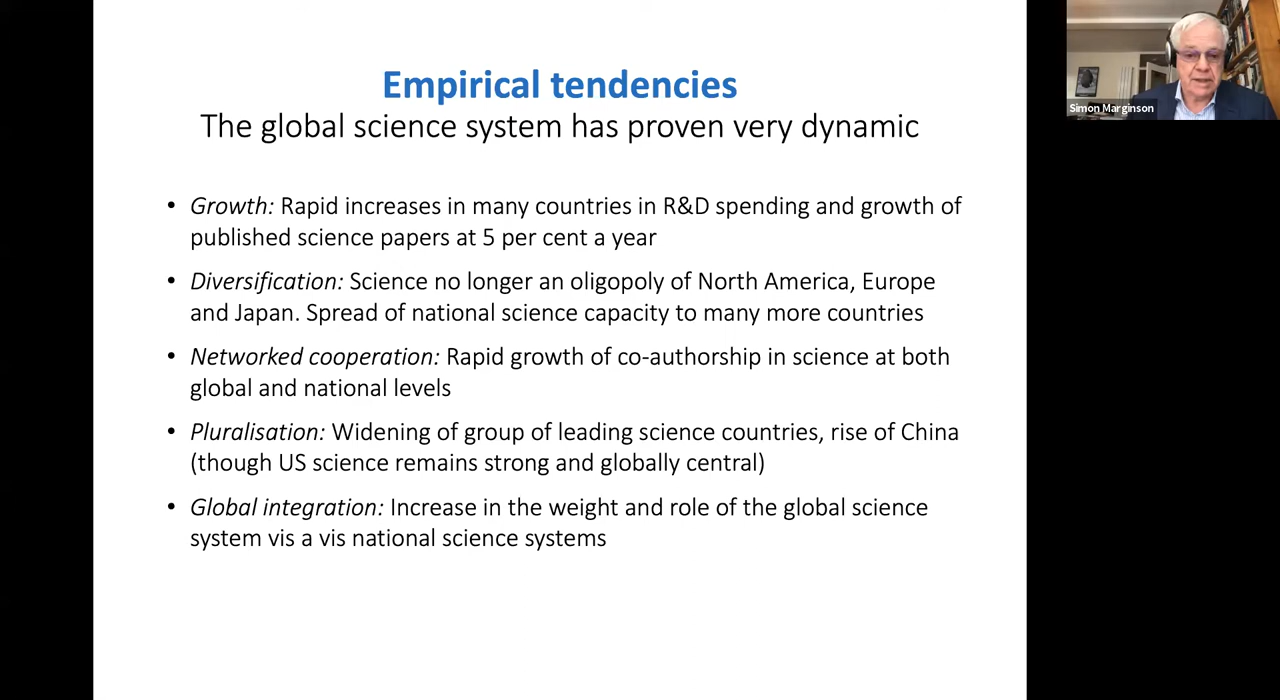 Empirical tendencies
The global science system has proven very dynamic
• Growth: Rapid increases in many countries in R&D spending and growth of
published science papers at 5 per cent a year
• Diversification: Science no longer an oligopoly of North America, Europe
and Japan. Spread of national science capacity to many more countries
• Networked cooperation: Rapid growth of co-authorship in science at both
global and national levels
• Pluralisation: Widening of group of leading science countries, rise of China
(though US science remains strong and globally central)
• Global integration: Increase in the weight and role of the global science
system vis a vis national science systems
Simon Marginson